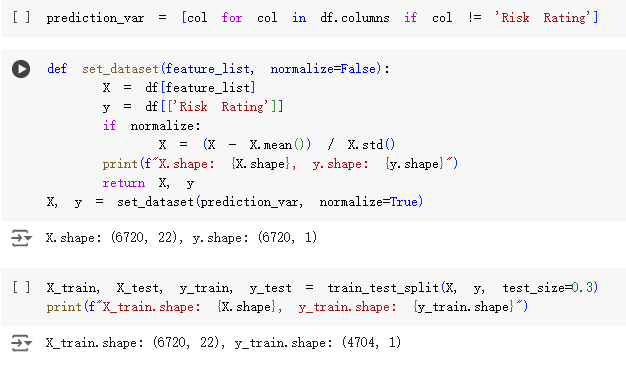 [ ] prediction_var = [col for col in df.columns if col != 'Risk Rating']
def set_dataset(feature_list, normalize=False):
X = df[feature_list]
y = df[['Risk Rating']]
if normalize:
X = (X - X.mean()) / X.std()
print(f"X.shape: {X.shape}, y.shape: {y.shape}")
return X, y
X, y = set_dataset(prediction_var, normalize=True)
X.shape: (6720, 22), y.shape: (6720, 1)
[ ] X_train, X_test, y_train, y_test = train_test_split(X, y, test_size=0.3)
print(f"X_train.shape: {X.shape}, y_train.shape: {y_train.shape}")
X_train.shape: (6720, 22), y_train.shape: (4704, 1)